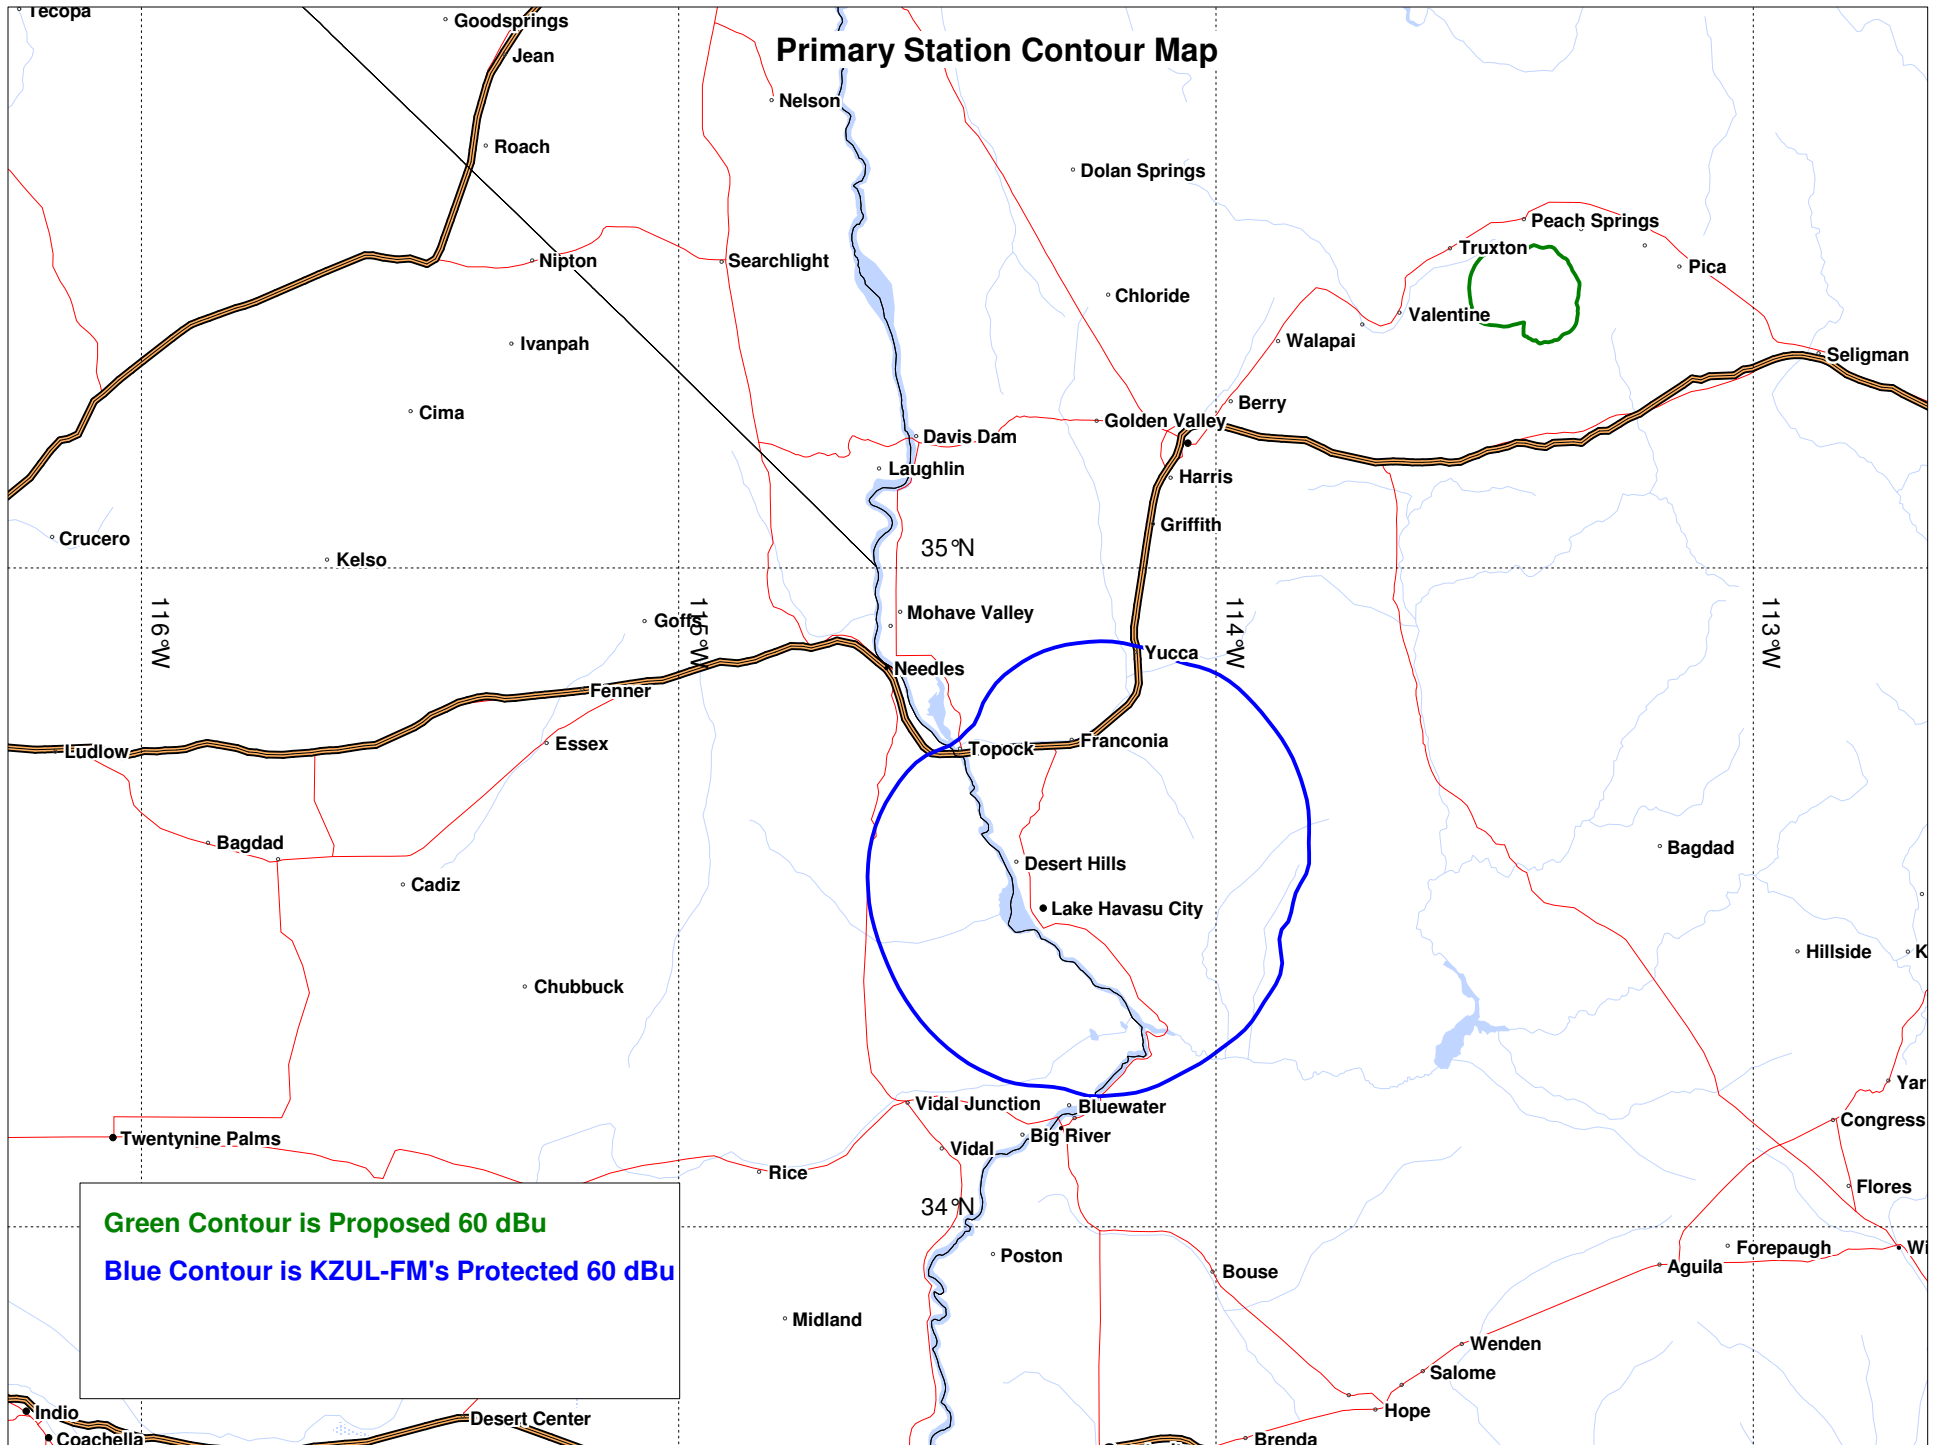 Tecopa
Goodsprings
Jean
Primary Station Contour Map
Nelson
Roach
Dolan Springs
Peach Springs
Truxton
Nipton
Searchlight
Pica
Chloride
Valentine
Ivanpah
Walapai
Seligman
Cima
Berry
Golden Valley
Davis Dam
Laughlin
Harris
Griffith
Crucero
35°N
Kelso
116°W
115°W
114°W
113°W
Goffs
Mohave Valley
Yucca
Needles
Fenner
Ludlow
Essex
Topock
Franconia
Bagdad
Bagdad
Desert Hills
Cadiz
Lake Havasu City
Hillside
K
Chubbuck
Yar
Vidal Junction
Bluewater
Congress
Twentynine Palms
Big River
Vidal
Rice
Flores
34°N
Green Contour is Proposed 60 dBu
Blue Contour is KZUL-FM's Protected 60 dBu
Poston
Forepaugh
Wi
Aguila
Bouse
Midland
Wenden
Salome
Indio
Desert Center
Hope
Coachella
Brenda